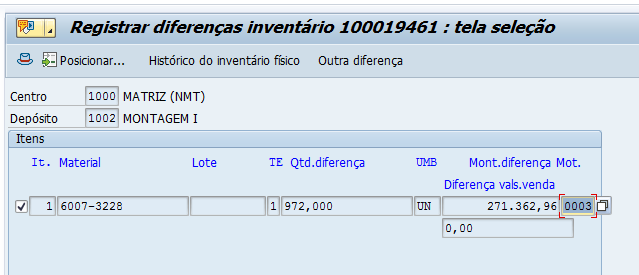 Registrar diferenças inventário 100019461 : tela seleção
Posicionar... Histórico do inventário físico Outra diferença
Centro 1000 MATRIZ (NMT)
Depósito 1002 MONTAGEM I
Itens
It. Material Lote TE Qtd.diferença UMB Mont.diferença Mot.
Diferença vals.venda
1 6007-3228 1 972,000 UN 271.362,96 0003
0,00